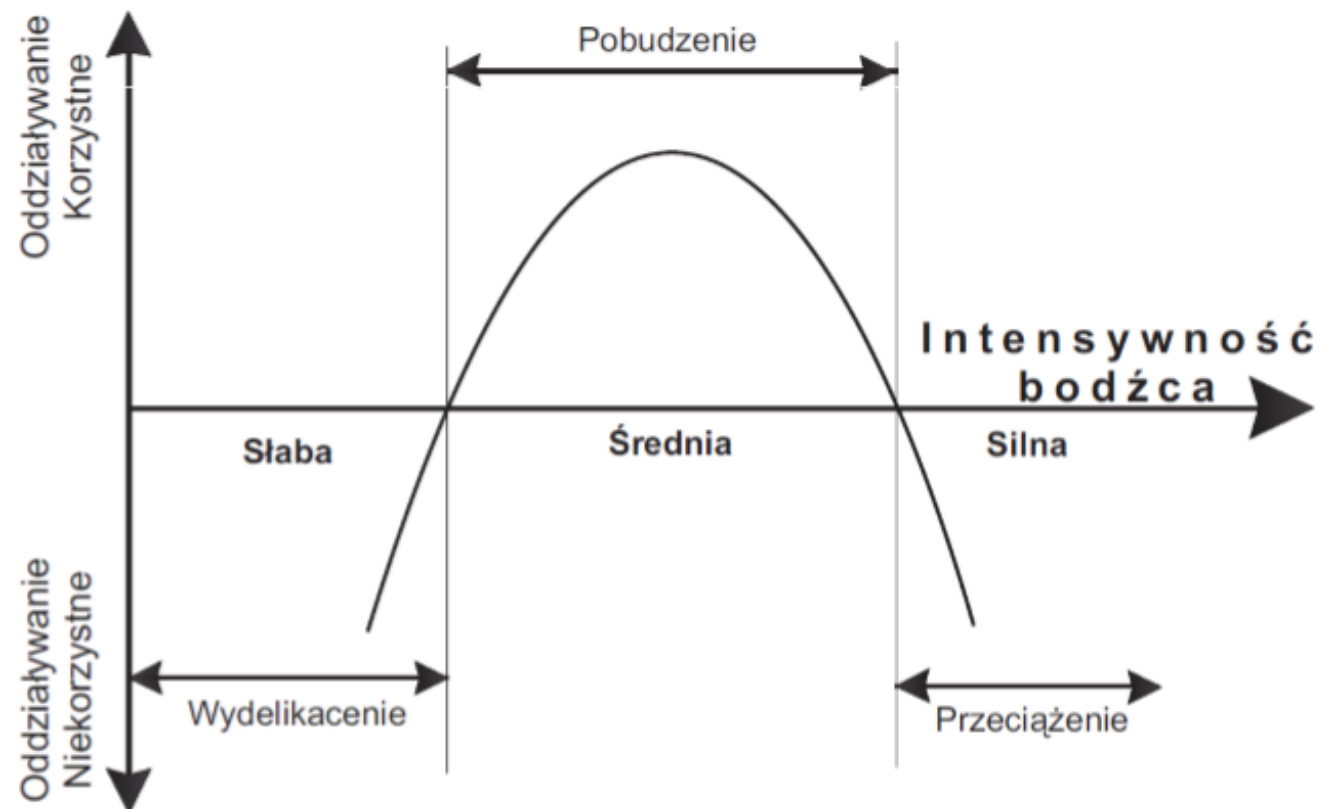 Oddziaływanie
Korzystne
Pobudzenie
Intensywność
bodźca
Słaba
Średnia
Silna
Oddziaływanie
Niekorzystne
Wydelikacenie
Przeciążenie